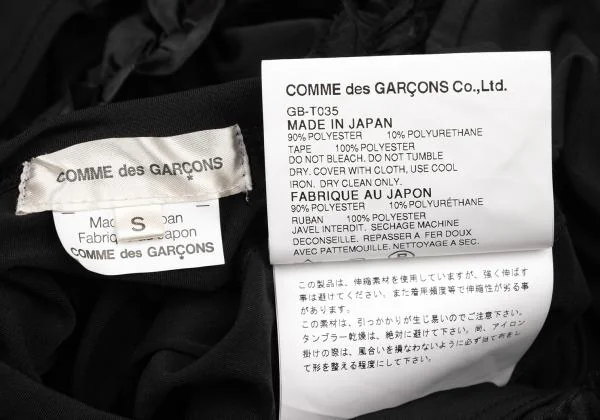 COMME des GARÇONS
S
Made pan
Fabriq Japon
COMME des GARÇONS
COMME des GARÇONS Co.,Ltd.
GB-T035
MADE IN JAPAN
90% POLYESTER 10% POLYURETHANE
TAPE 100% POLYESTER
DO NOT BLEACH. DO NOT TUMBLE
DRY. COVER WITH CLOTH, USE COOL
IRON. DRY CLEAN ONLY.
FABRIQUE AU JAPON
90% POLYESTER 10% POLYURÉTHANE
RUBAN 100% POLYESTER
JAVEL INTERDIT. SECHAGE MACHINE
DECONSEILLE. REPASSER A FER DOUX
AVEC PATTEMOUILLE. NETTOYAGE A SEC.
この製品は、伸縮素材を使用していますが、強く伸ばす
事は避けてください。また着用頻度等で伸縮性が劣る事
があります。
この素材は、引っかかりが生じ易いのでご注意下さい。
タンブラー乾燥は、絶対に避けて下さい。尚、アイロン
掛けの際は、風合いを損なわないように必ず当て布をし
て形を整える程度にして下さい。